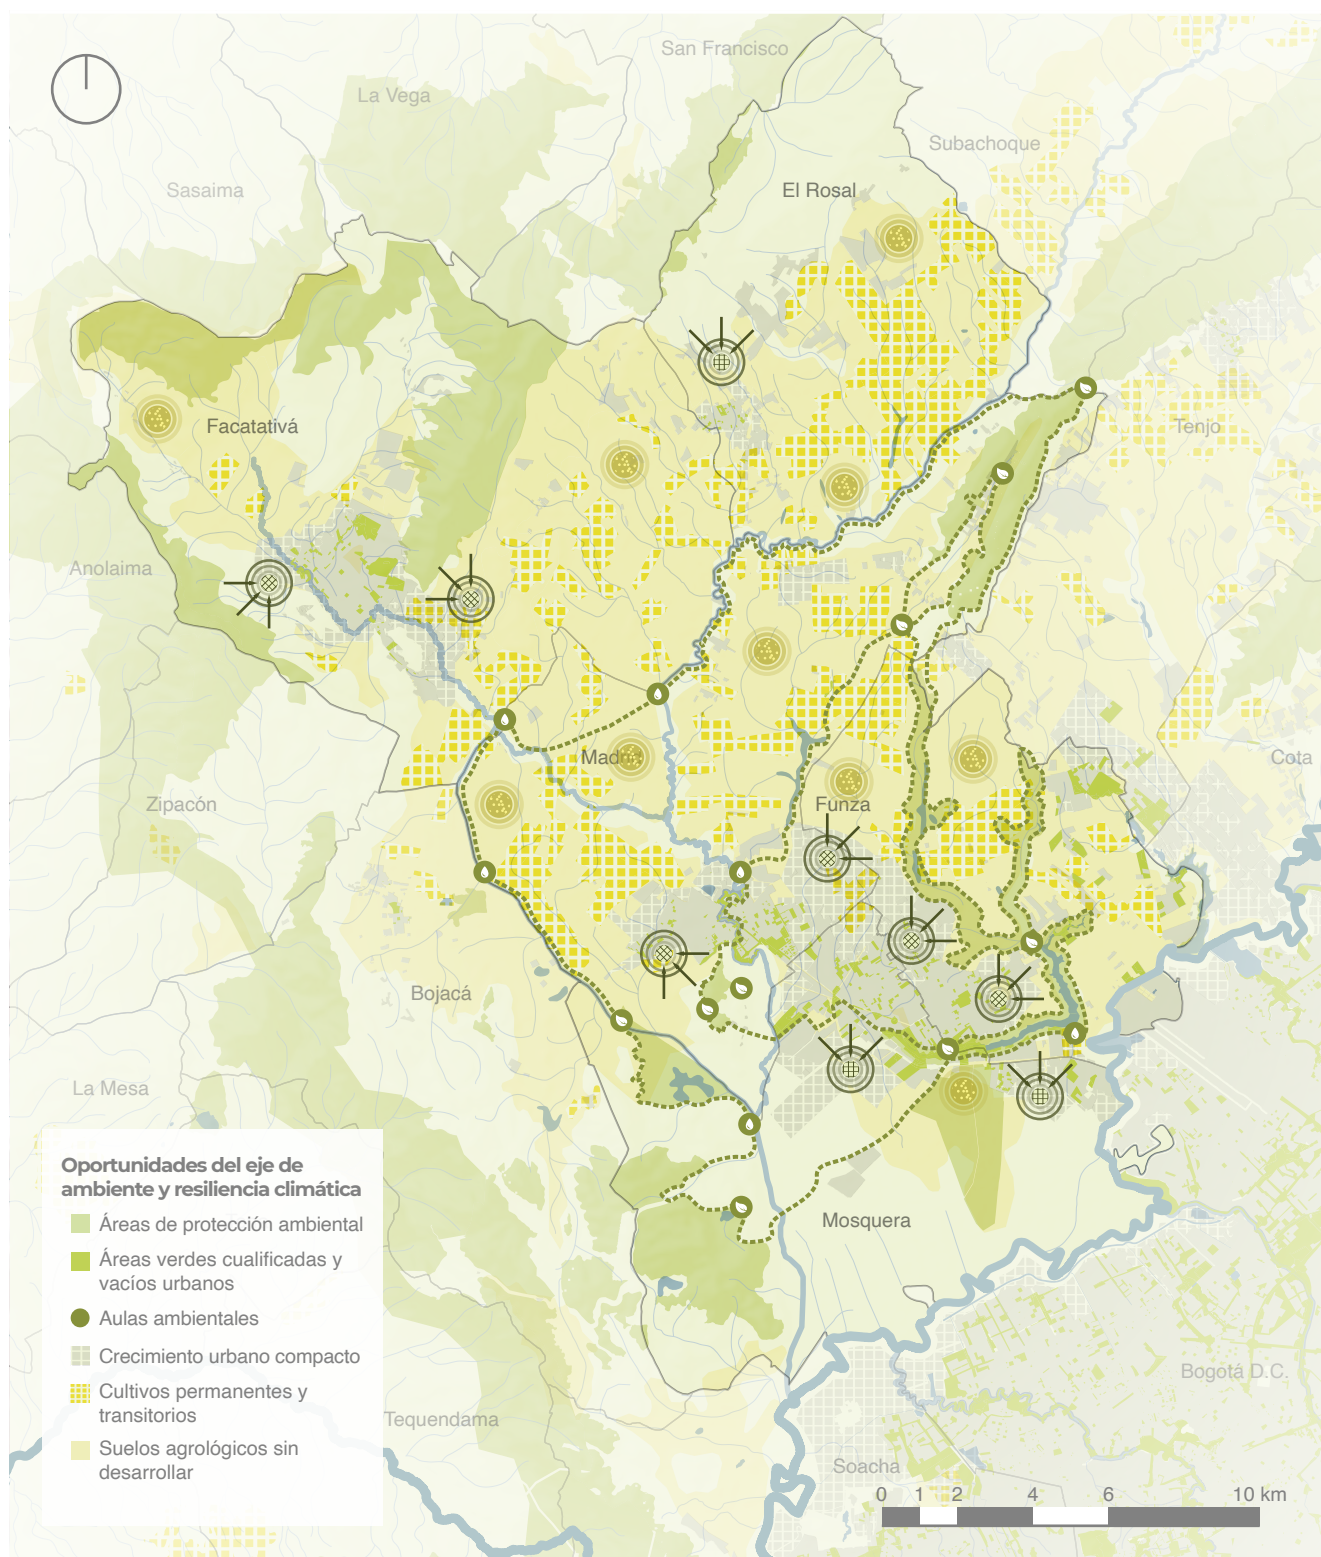 San Francisco
La Vega
Subachoque
Sasaima
El Rosal
Facatativá
Tenjo
Anolaima
Madrid
Cota
Zipacón
Funza
Bojacá
La Mesa
Oportunidades del eje de
ambiente y resiliencia climática
Áreas de protección ambiental
Áreas verdes cualificadas y
vacíos urbanos
Aulas ambientales
Crecimiento urbano compacto
Cultivos permanentes y
transitorios
Suelos agrológicos sin
desarrollar
Mosquera
Bogotá D.C.
Tequendama
Soacha
0 1 2 4 6 10 km